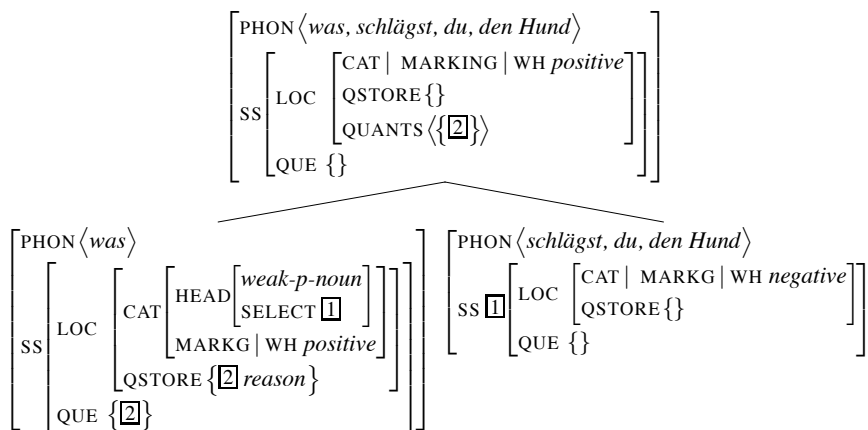 PHON ⟨was, schlägst, du, den Hund⟩
CAT | MARKING | WH positive
SS LOC QSTORE {}
QUANTS ⟨{2}⟩
QUE {}
PHON ⟨was⟩
weak-p-noun
HEAD SELECT 1
CAT
MARKG | WH positive
LOC
QSTORE {2 reason}
SS
QUE {2}
PHON ⟨schlägst, du, den Hund⟩
CAT | MARKG | WH negative
LOC
QSTORE {}
SS 1
QUE {}